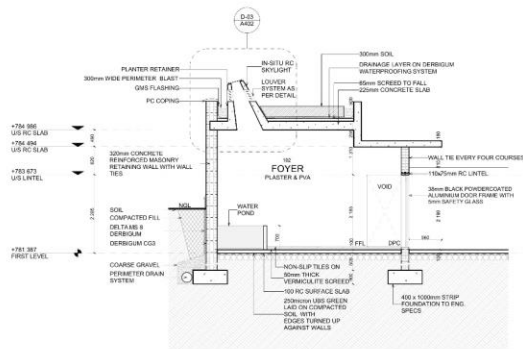 D-03
A402
PLANTER RETAINER
300mm WIDE PERIMETER BLAST
GMS FLASHING
PC COPING
IN-SITU RC
SKYLIGHT
LOUVER
SYSTEM AS
PER DETAIL
300mm SOIL
DRAINAGE LAYER ON DERBIGUM
WATERPROOFING SYSTEM
85mm SCREED TO FALL
225mm CONCRETE SLAB
+784 986
U/S RC SLAB
+784 494
U/S RC SLAB
+783 673
U/S LINTEL
320mm CONCRETE
REINFORCED MASONRY
RETAINING WALL WITH WALL
TIES
162
FOYER
PLASTER & PVA
WALL TIE EVERY FOUR COURSES
110x75mm RC LINTEL
VOID
38mm BLACK POWDERCOATED
ALUMINIUM DOOR FRAME WITH
5mm SAFETY GLASS
NGL
SOIL
COMPACTED FILL
DELTA MS 8
DERBIGUM
DERBIGUM CG3
WATER
POND
FFL
DPC
+781 387
FIRST LEVEL
COARSE GRAVEL
PERIMETER DRAIN
SYSTEM
NON-SLIP TILES ON
50mm THICK
VERMICULITE SCREED
100 RC SURFACE SLAB
250micron UBS GREEN
LAID ON COMPACTED
SOIL WITH
EDGES TURNED UP
AGAINST WALLS
400 x 1000mm STRIP
FOUNDATION TO ENG.
SPECS